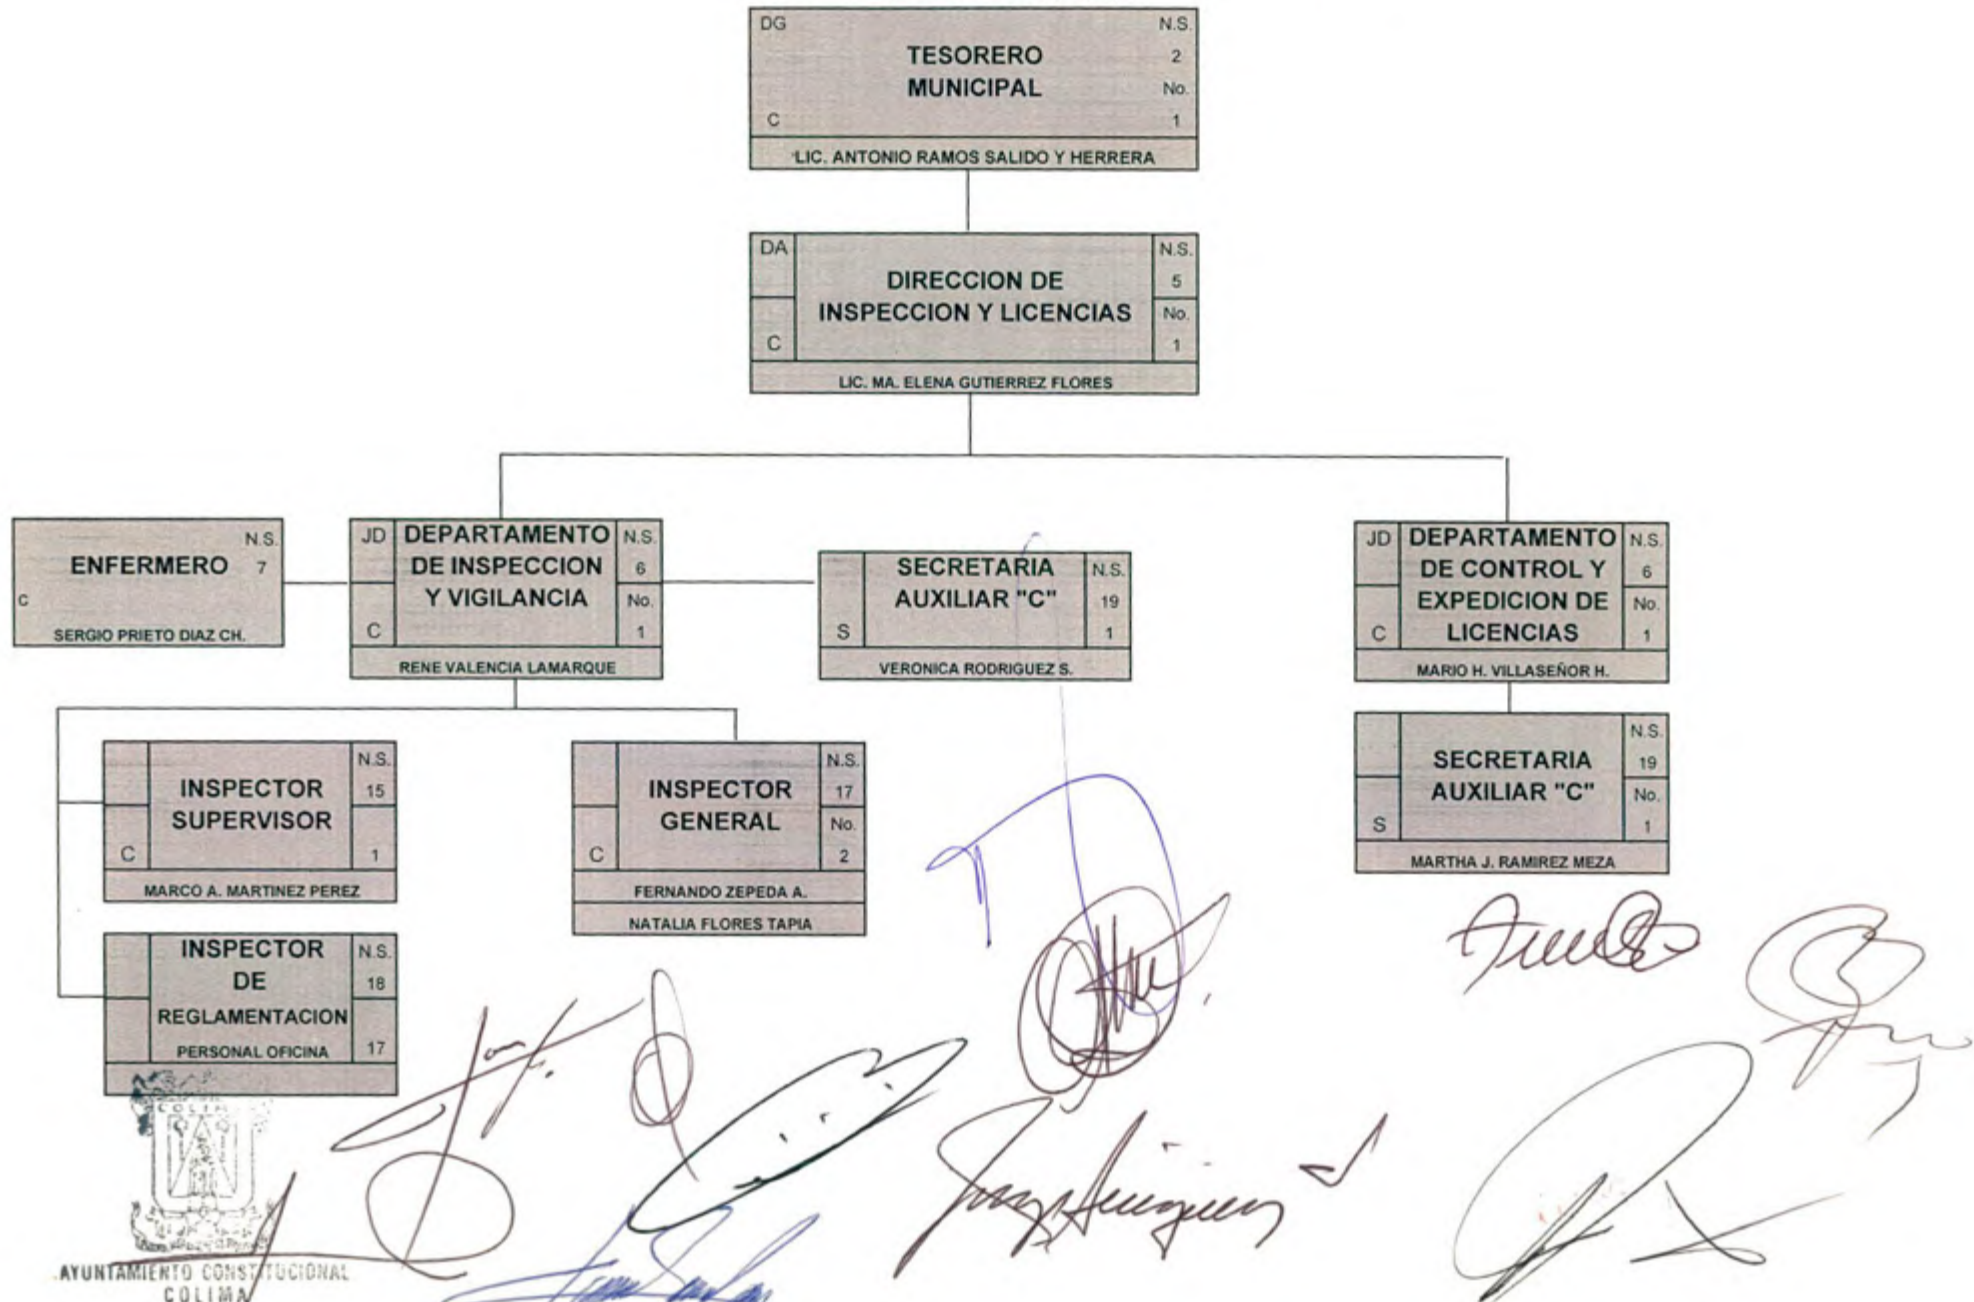 DG N.S.
TESORERO 2
MUNICIPAL No.
C 1
LIC. ANTONIO RAMOS SALIDO Y HERRERA
DA N.S.
DIRECCION DE 5
INSPECCION Y LICENCIAS No.
C 1
LIC. MA. ELENA GUTIERREZ FLORES
N.S.
ENFERMERO 7
C
SERGIO PRIETO DIAZ CH.
JD DEPARTAMENTO N.S.
DE INSPECCION 6
Y VIGILANCIA No.
C 1
RENE VALENCIA LAMARQUE
SECRETARIA N.S.
AUXILIAR "C" 19
S 1
VERONICA RODRIGUEZ S.
JD DEPARTAMENTO N.S.
DE CONTROL Y 6
EXPEDICION DE No.
C LICENCIAS 1
MARIO H. VILLASEÑOR H.
N.S.
INSPECTOR 15
SUPERVISOR
C 1
MARCO A. MARTINEZ PEREZ
N.S.
INSPECTOR 17
GENERAL No.
C 2
FERNANDO ZEPEDA A.
NATALIA FLORES TAPIA
N.S.
SECRETARIA 19
AUXILIAR "C" No.
S 1
MARTHA J. RAMIREZ MEZA
INSPECTOR N.S.
DE 18
REGLAMENTACION
PERSONAL OFICINA 17
COLIMA
AYUNTAMIENTO CONSTITUCIONAL
COLIMA